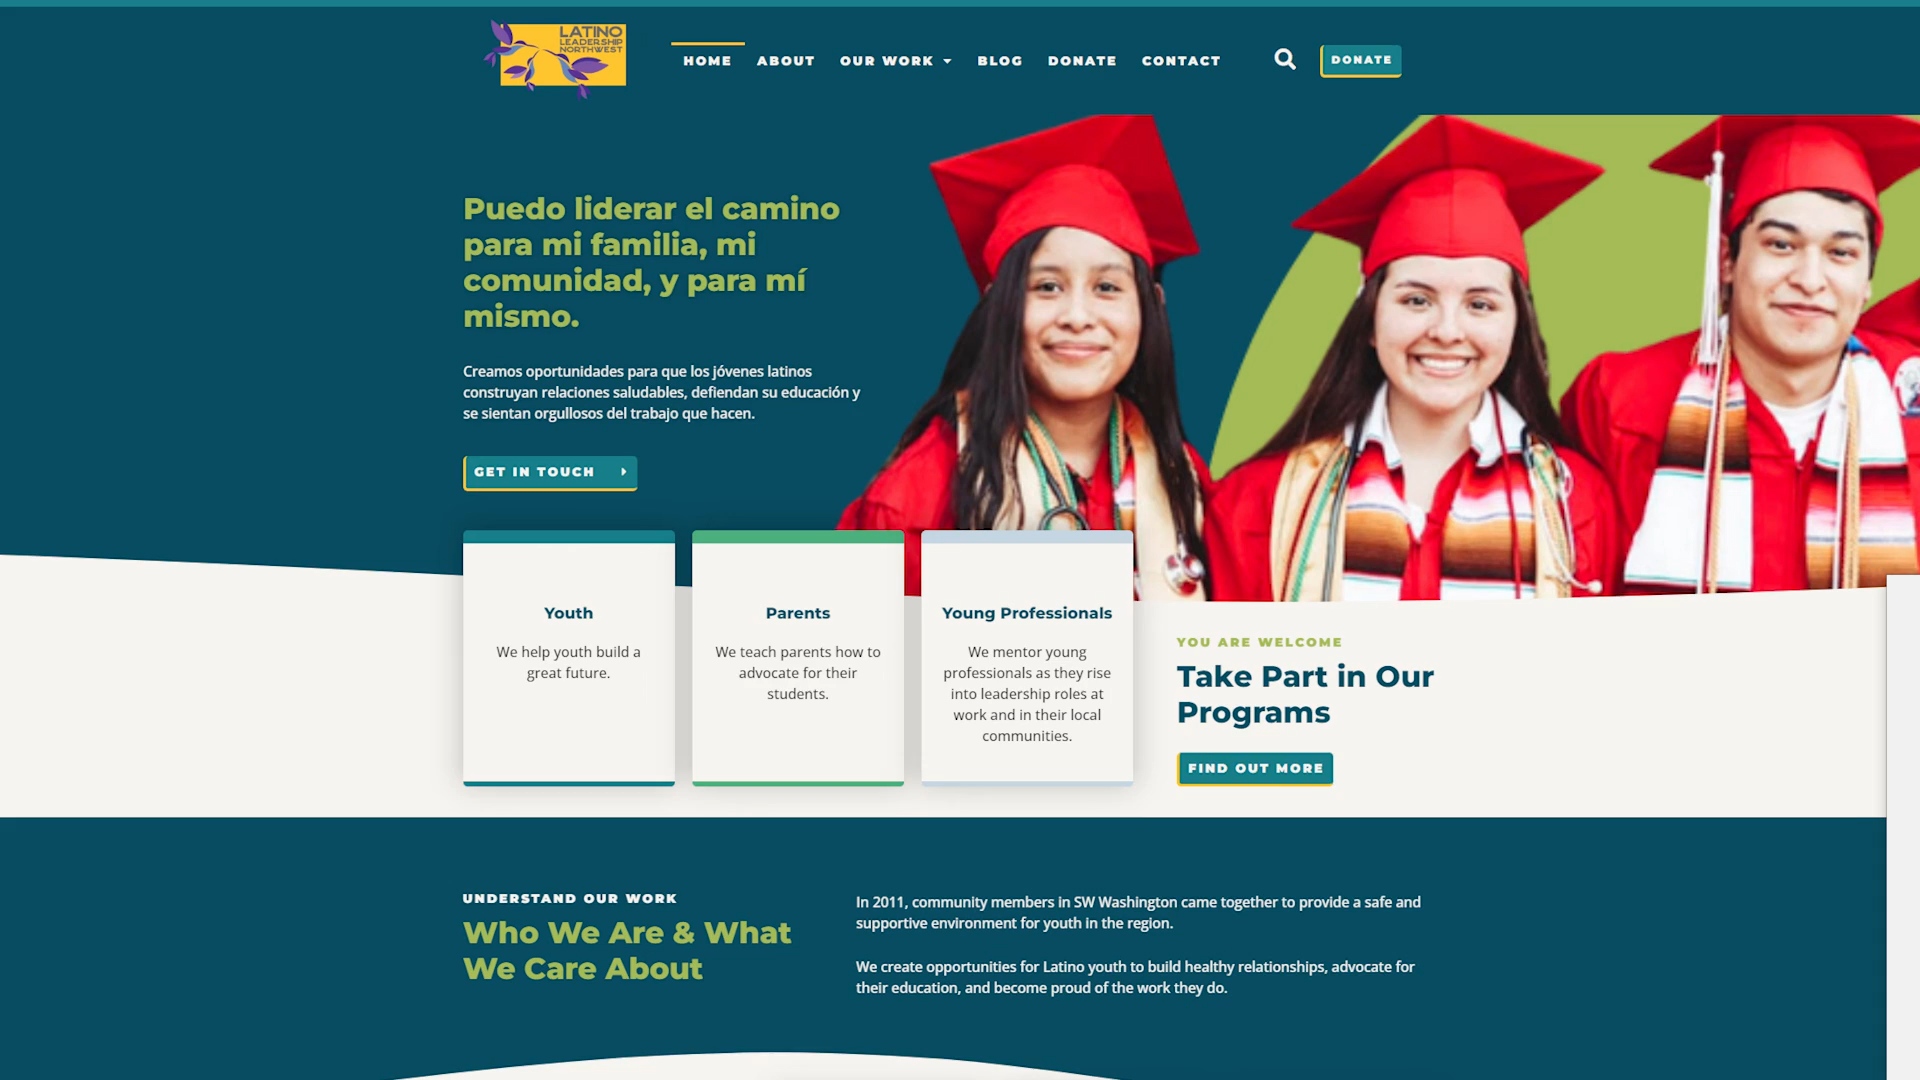 LATINO
LEADERSHIP
NORTHWEST
HOME
ABOUT
OUR WORK
BLOG
DONATE
CONTACT
DONATE
Puedo liderar el camino
para mi familia, mi
comunidad, y para mí
mismo.
Creamos oportunidades para que los jóvenes latinos
construyan relaciones saludables, defiendan su educación y
se sientan orgullosos del trabajo que hacen.
GET IN TOUCH
Youth
We help youth build a
great future.
Parents
We teach parents how to
advocate for their
students.
Young Professionals
We mentor young
professionals as they rise
into leadership roles at
work and in their local
communities.
YOU ARE WELCOME
Take Part in Our
Programs
FIND OUT MORE
UNDERSTAND OUR WORK
Who We Are & What
We Care About
In 2011, community members in SW Washington came together to provide a safe and
supportive environment for youth in the region.
We create opportunities for Latino youth to build healthy relationships, advocate for
their education, and become proud of the work they do.